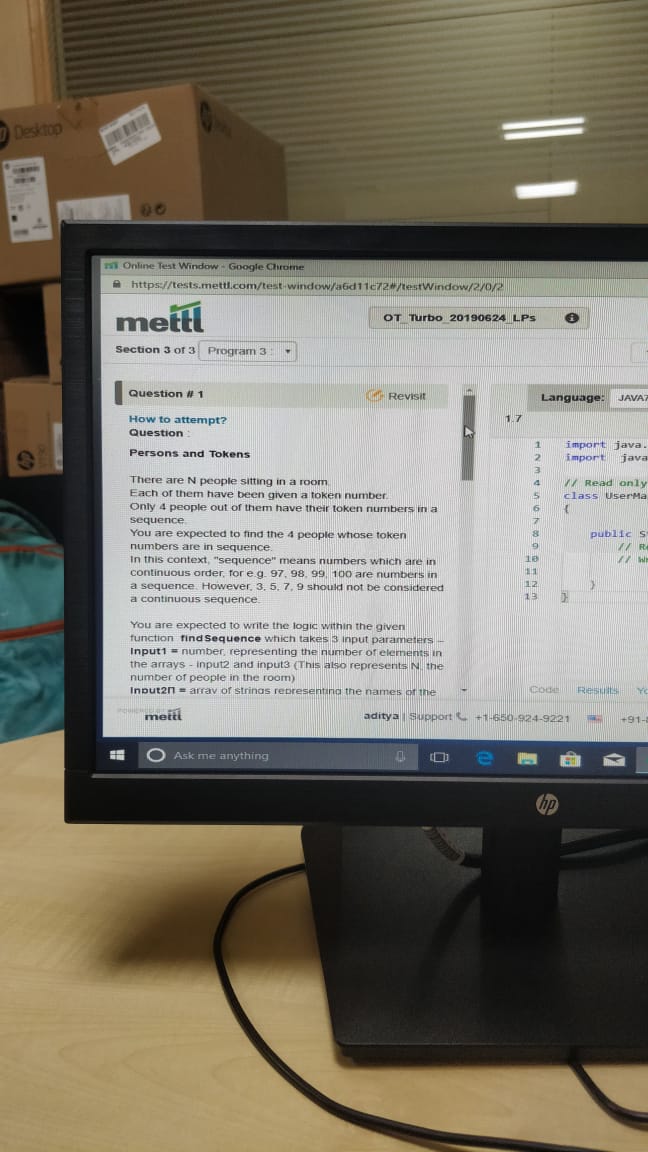 Desktop
Online Test Window - Google Chrome
https://tests.mettl.com/test-window/a6d11c72#/testWindow/2/0/2
mettl
OT_Turbo_20190624_LPs
Section 3 of 3
Program 3 :
Question # 1
Revisit
Language:
JAVA7
1.7
How to attempt?
Question :
Persons and Tokens
There are N people sitting in a room.
Each of them have been given a token number.
Only 4 people out of them have their token numbers in a
sequence.
You are expected to find the 4 people whose token
numbers are in sequence.
In this context, "sequence" means numbers which are in
continuous order, for e.g. 97, 98, 99, 100 are numbers in
a sequence. However, 3, 5, 7, 9 should not be considered
a continuous sequence.
You are expected to write the logic within the given
function findSequence which takes 3 input parameters –
Input1 = number, representing the number of elements in
the arrays - input2 and input3 (This also represents N, the
number of people in the room)
Input2[] = array of strings representing the names of the
1 import java.
2 import java
3
4 // Read only
5 class UserMa
6 {
7
8 public S
9 // Re
10 // Wr
11
12 }
13 }
Code Results Yo
POWERED BY
mettl
aditya | Support +1-650-924-9221
Ask me anything
hp